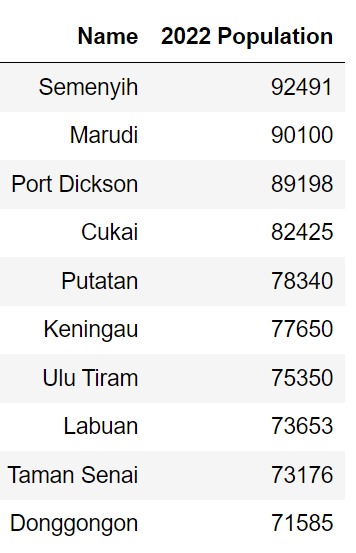 Name 2022 Population
Semenyih 92491
Marudi 90100
Port Dickson 89198
Cukai 82425
Putatan 78340
Keningau 77650
Ulu Tiram 75350
Labuan 73653
Taman Senai 73176
Donggongon 71585